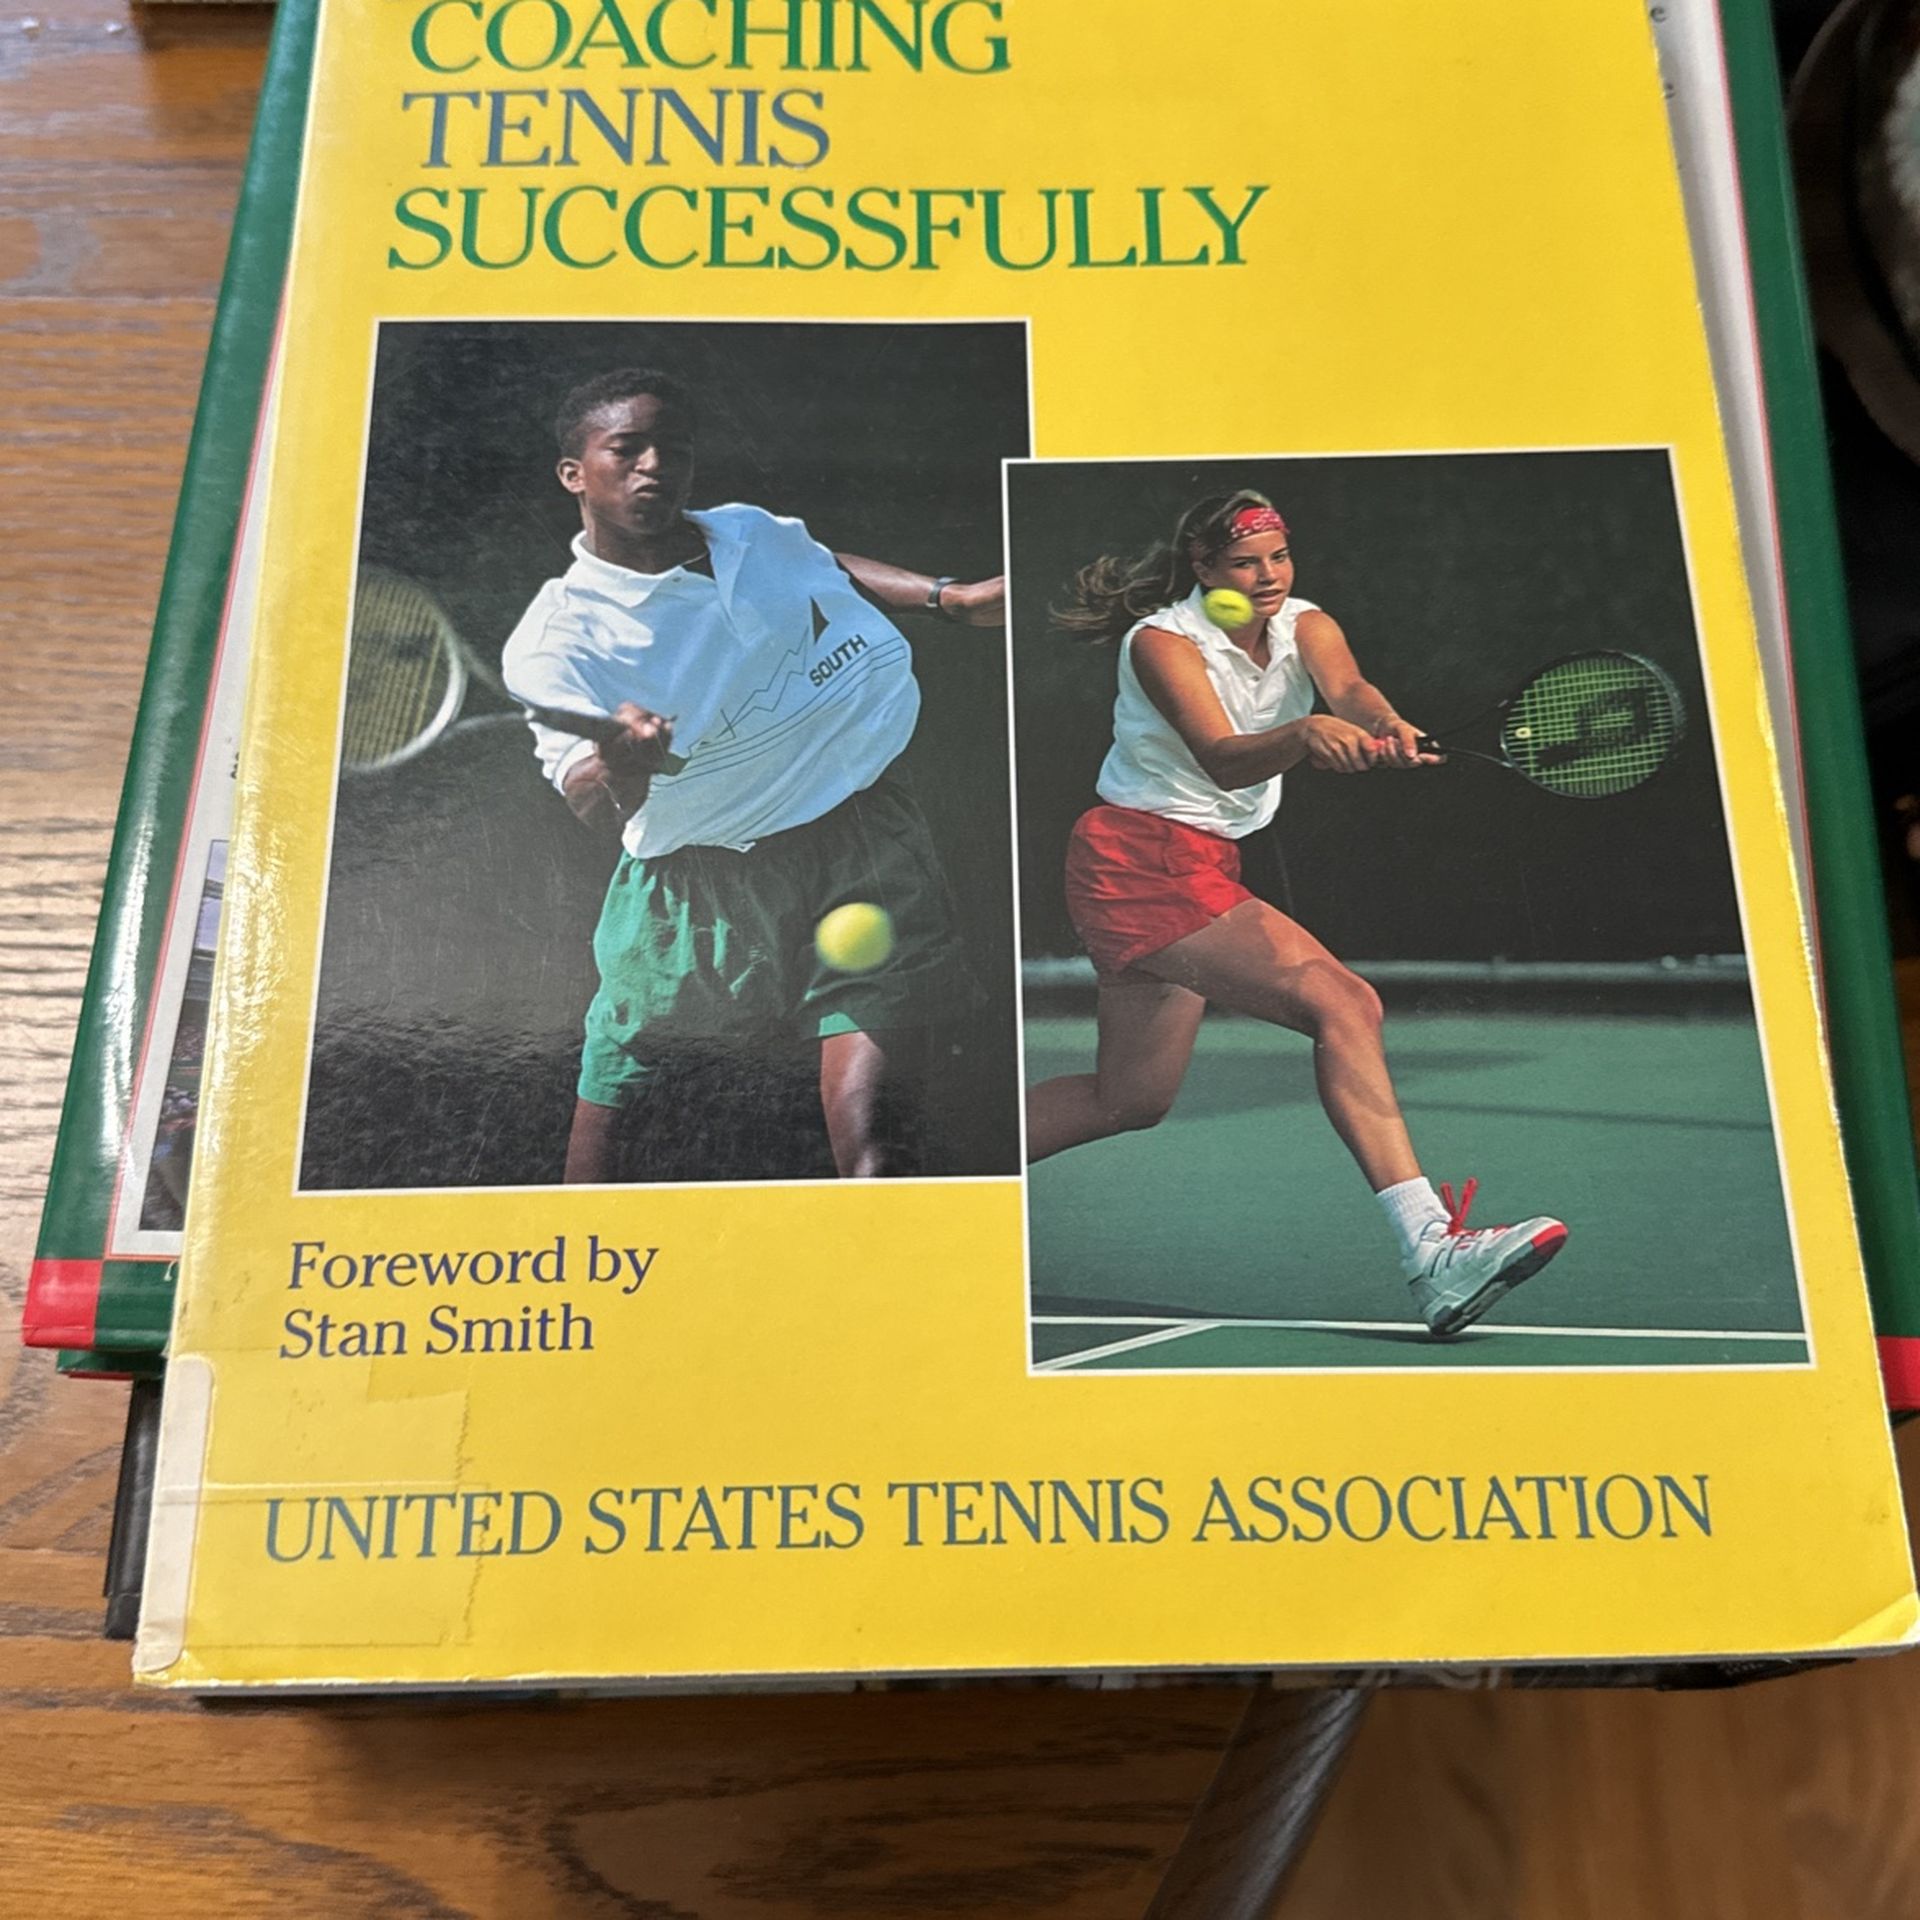 COACHING
TENNIS
SUCCESSFULLY
SOUTH
Foreword by
Stan Smith
UNITED STATES TENNIS ASSOCIATION